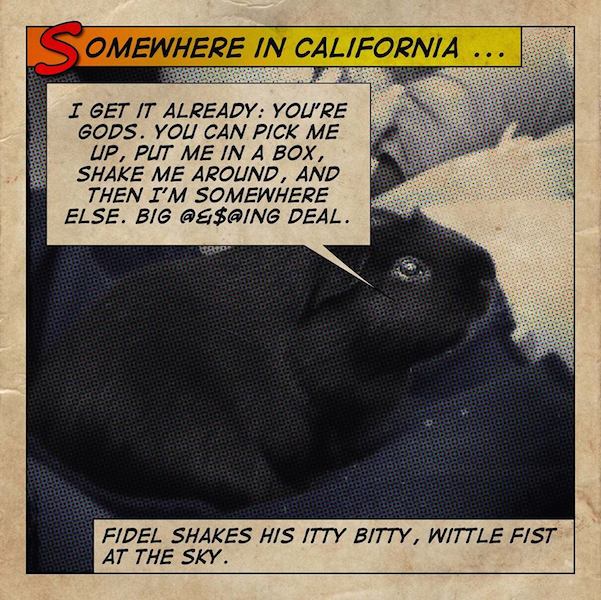 SOMEWHERE IN CALIFORNIA ...
I GET IT ALREADY: YOU'RE
GODS. YOU CAN PICK ME
UP, PUT ME IN A BOX,
SHAKE ME AROUND, AND
THEN I'M SOMEWHERE
ELSE. BIG @&$@ING DEAL.
FIDEL SHAKES HIS ITTY BITTY, WITTLE FIST
AT THE SKY.